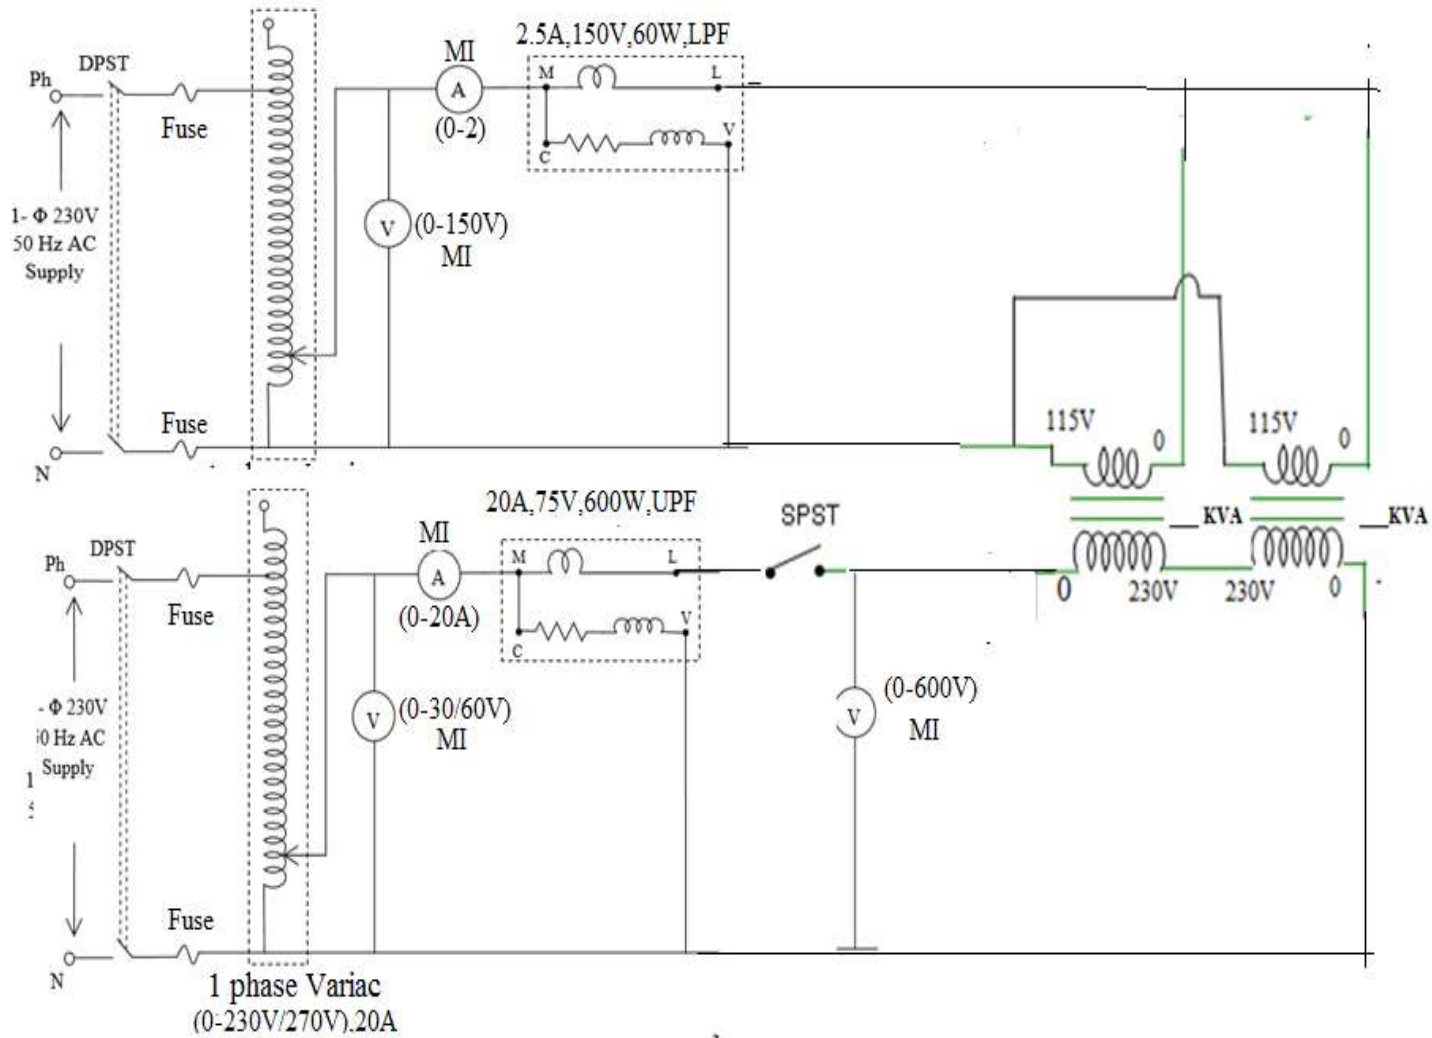 2.5A,150V,60W,LPF
MI
DPST
Ph
A
M
L
Fuse
(0-2)
C
V
1- Φ 230V
50 Hz AC
Supply
V
(0-150V)
MI
Fuse
N
115V
0
115V
0
KVA
KVA
20A,75V,600W,UPF
SPST
MI
DPST
Ph
A
M
L
Fuse
(0-20A)
C
V
0
230V
230V
0
- Φ 230V
0 Hz AC
Supply
1
V
(0-30/60V)
MI
V
(0-600V)
MI
Fuse
N
1 phase Variac
(0-230V/270V),20A